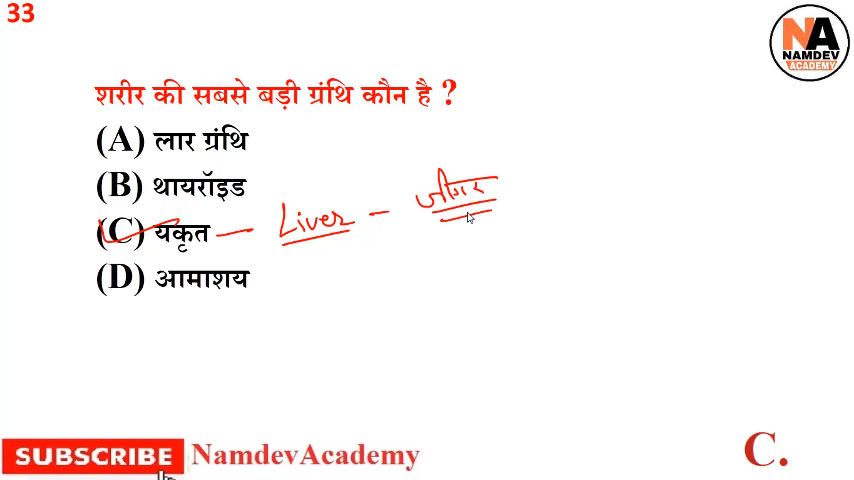 33
NA
NAMDEV
ACADEMY
शरीर की सबसे बड़ी ग्रंथि कौन है ?
(A) लार ग्रंथि
(B) थायरॉइड
(C) यकृत – Liver – जीगर
(D) आमाशय
SUBSCRIBE NamdevAcademy
C.